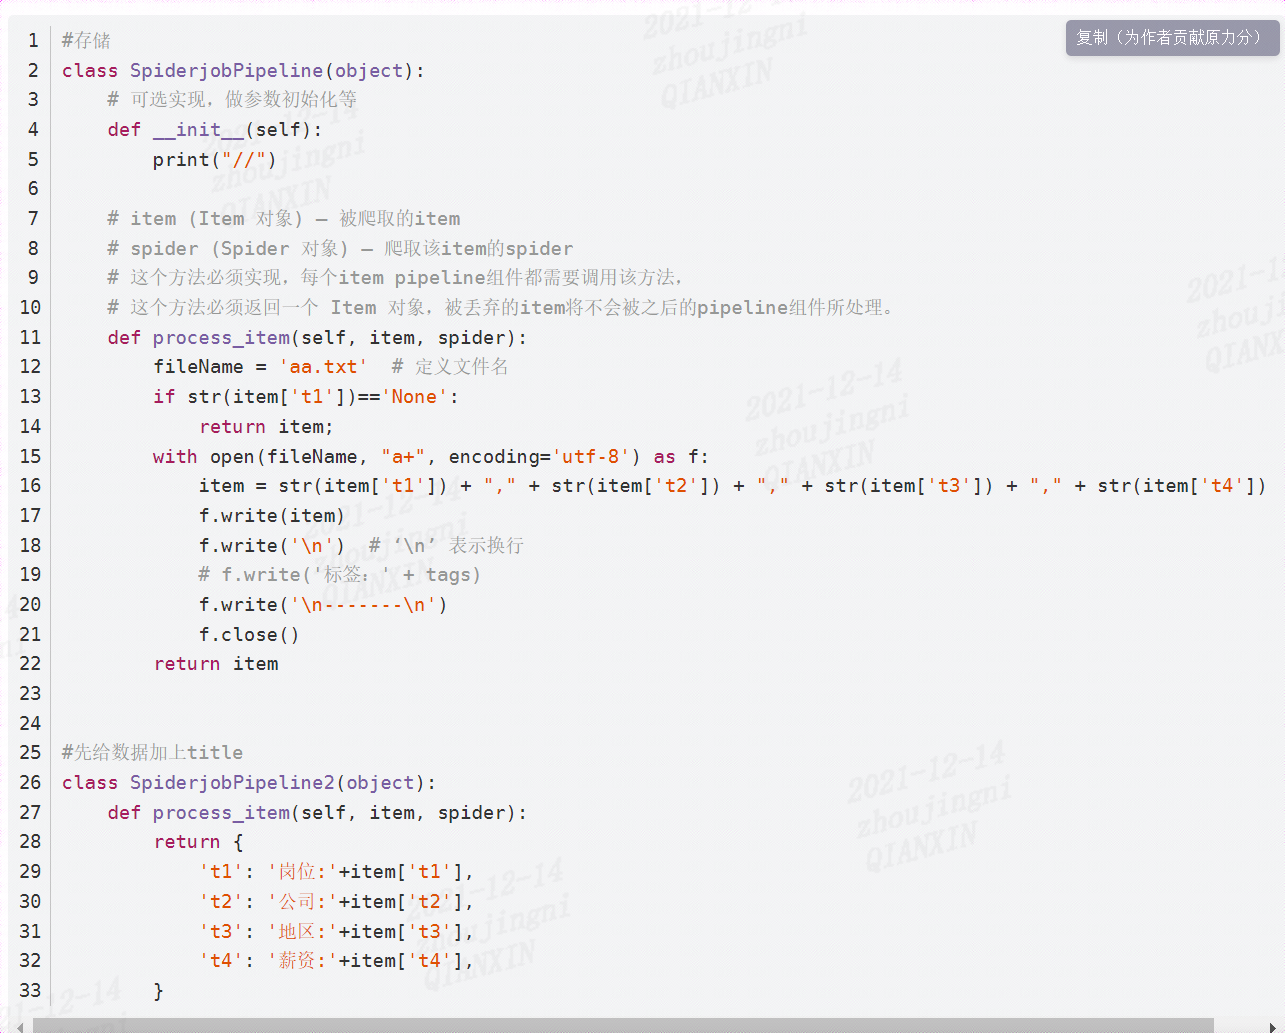 复制（为作者贡献原力分）
1 #存储
2 class SpiderjobPipeline(object):
3     # 可选实现，做参数初始化等
4     def __init__(self):
5         print("//")
6
7     # item (Item 对象) – 被爬取的item
8     # spider (Spider 对象) – 爬取该item的spider
9     # 这个方法必须实现，每个item pipeline组件都需要调用该方法，
10     # 这个方法必须返回一个 Item 对象，被丢弃的item将不会被之后的pipeline组件所处理。
11     def process_item(self, item, spider):
12         fileName = 'aa.txt'  # 定义文件名
13         if str(item['t1'])=='None':
14             return item;
15         with open(fileName, "a+", encoding='utf-8') as f:
16             item = str(item['t1']) + "," + str(item['t2']) + "," + str(item['t3']) + "," + str(item['t4'])
17             f.write(item)
18             f.write('\n')  # ‘\n’ 表示换行
19             # f.write('标签：' + tags)
20             f.write('\n-------\n')
21             f.close()
22         return item
23
24
25 #先给数据加上title
26 class SpiderjobPipeline2(object):
27     def process_item(self, item, spider):
28         return {
29             't1': '岗位:'+item['t1'],
30             't2': '公司:'+item['t2'],
31             't3': '地区:'+item['t3'],
32             't4': '薪资:'+item['t4'],
33         }
2021-12-14
zhoujingni
QIANXIN